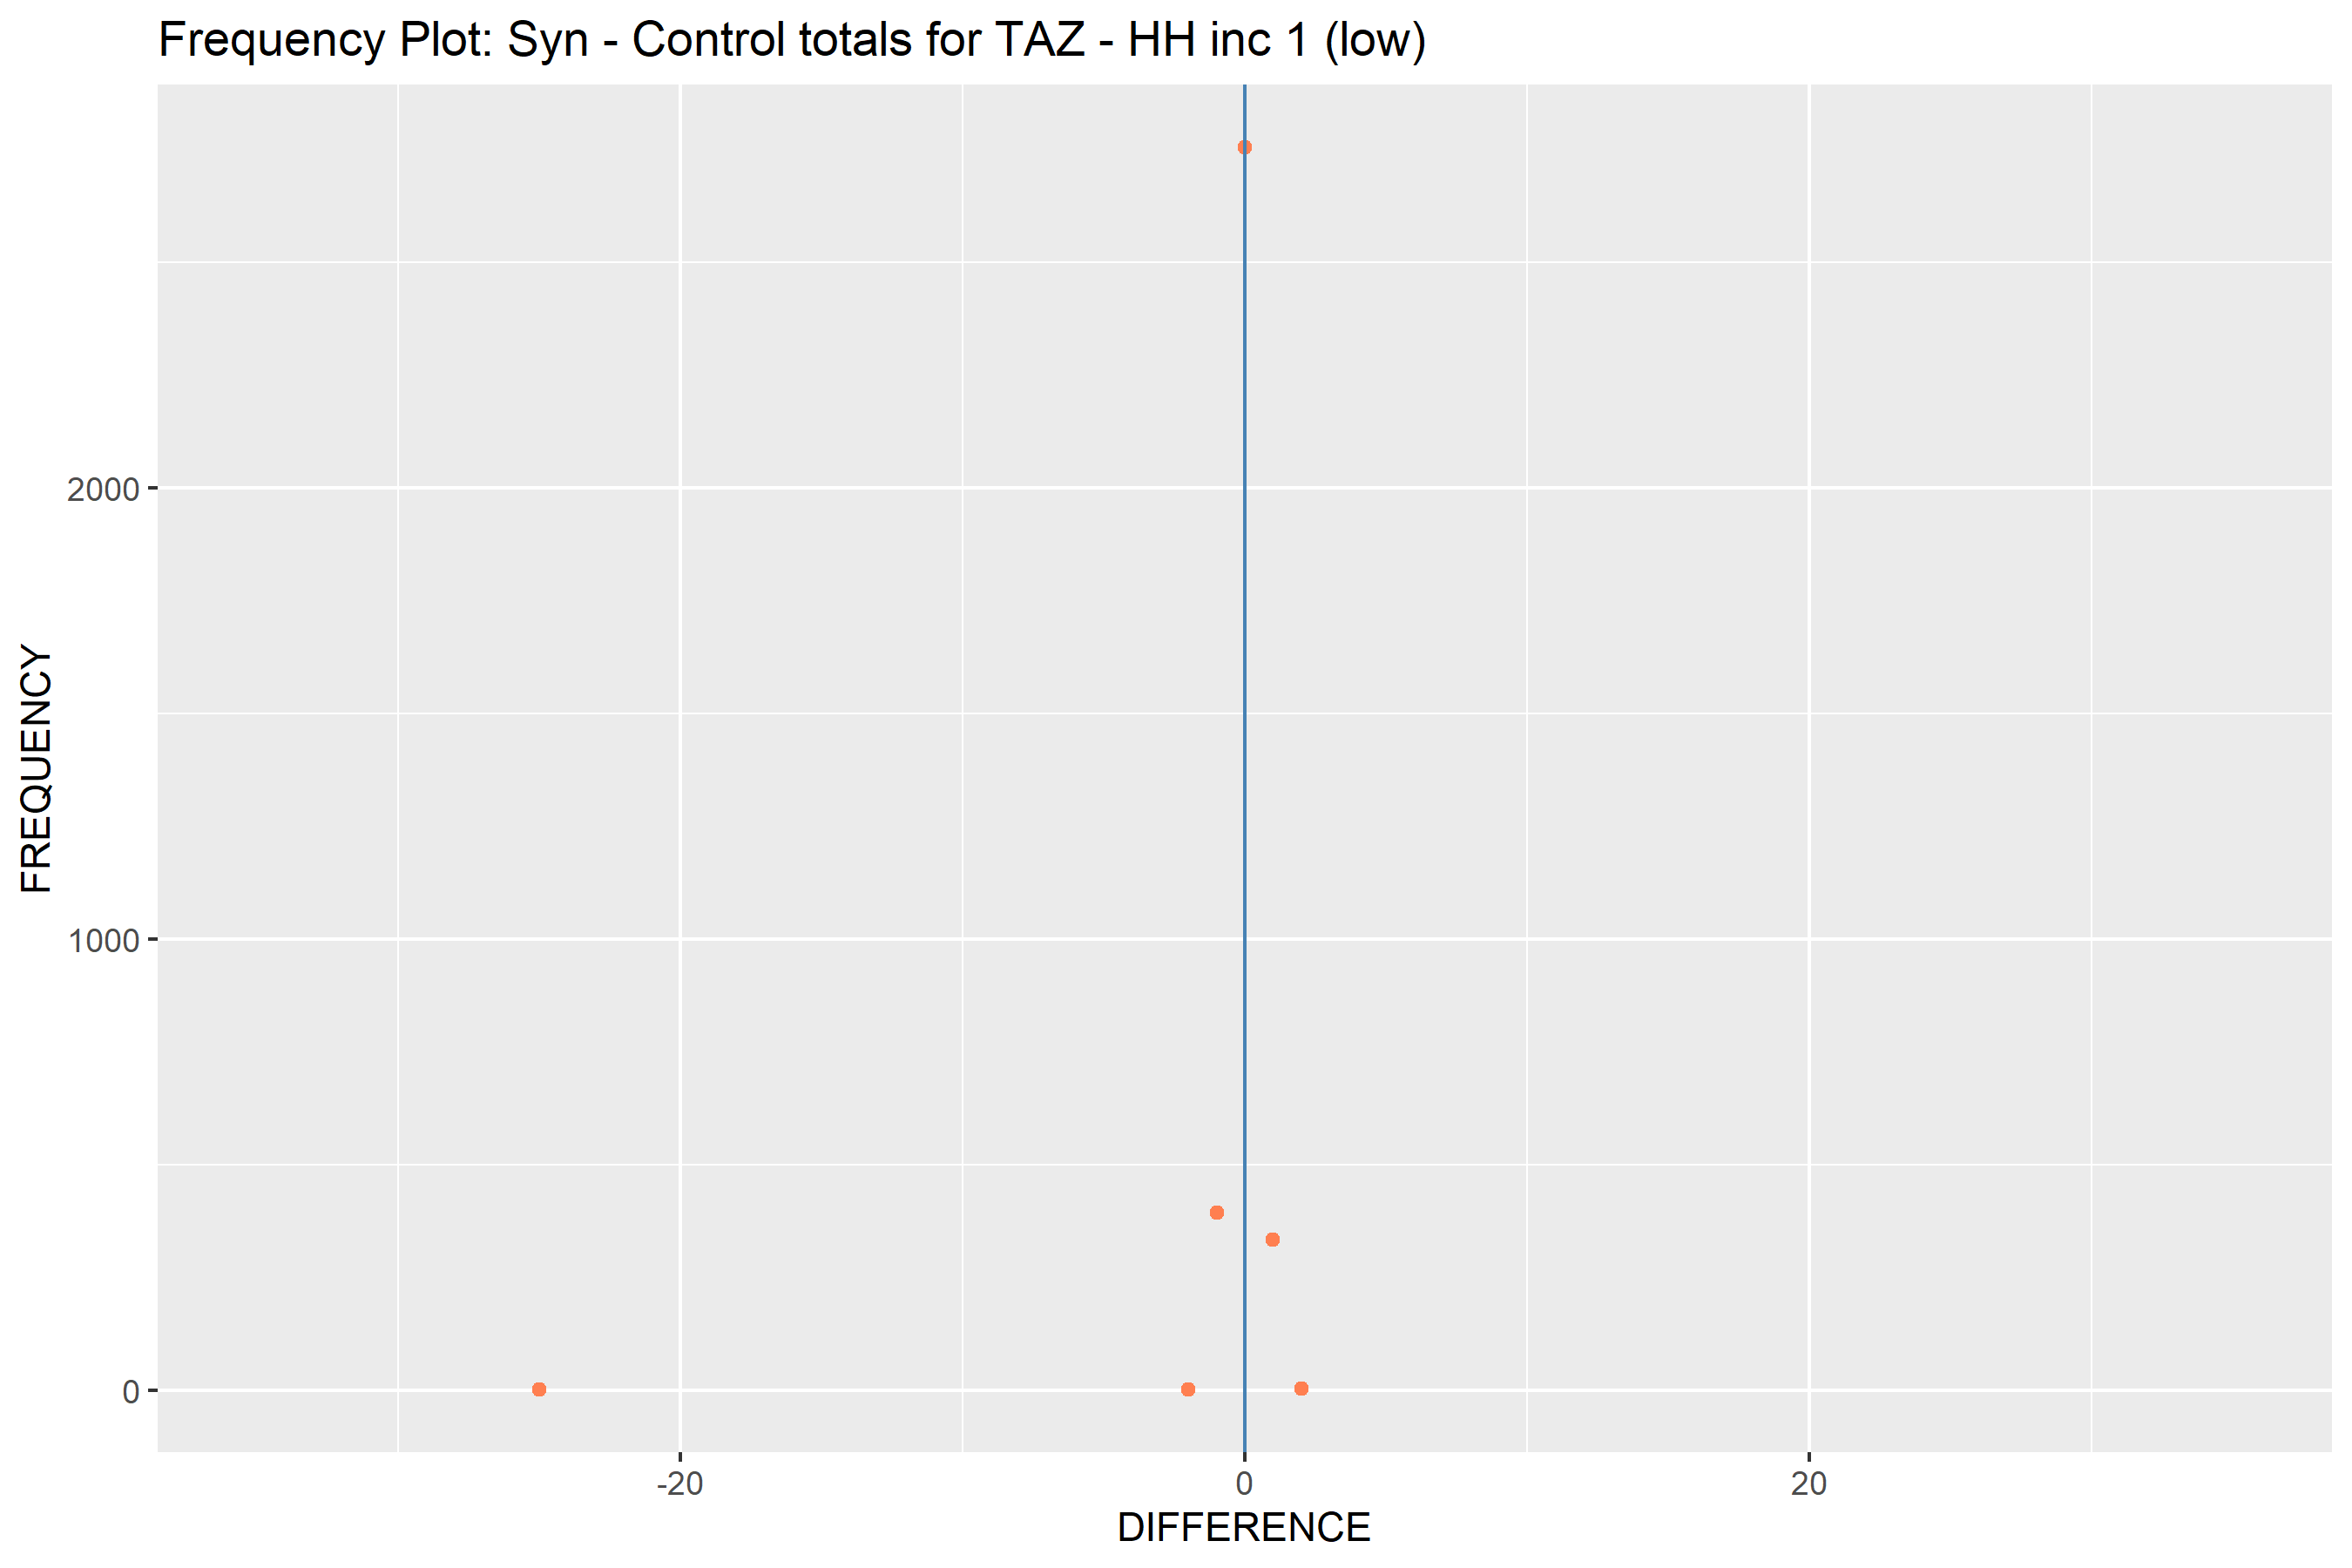 Frequency Plot: Syn - Control totals for TAZ - HH inc 1 (low)
FREQUENCY
2000
1000
0
-20
0
20
DIFFERENCE